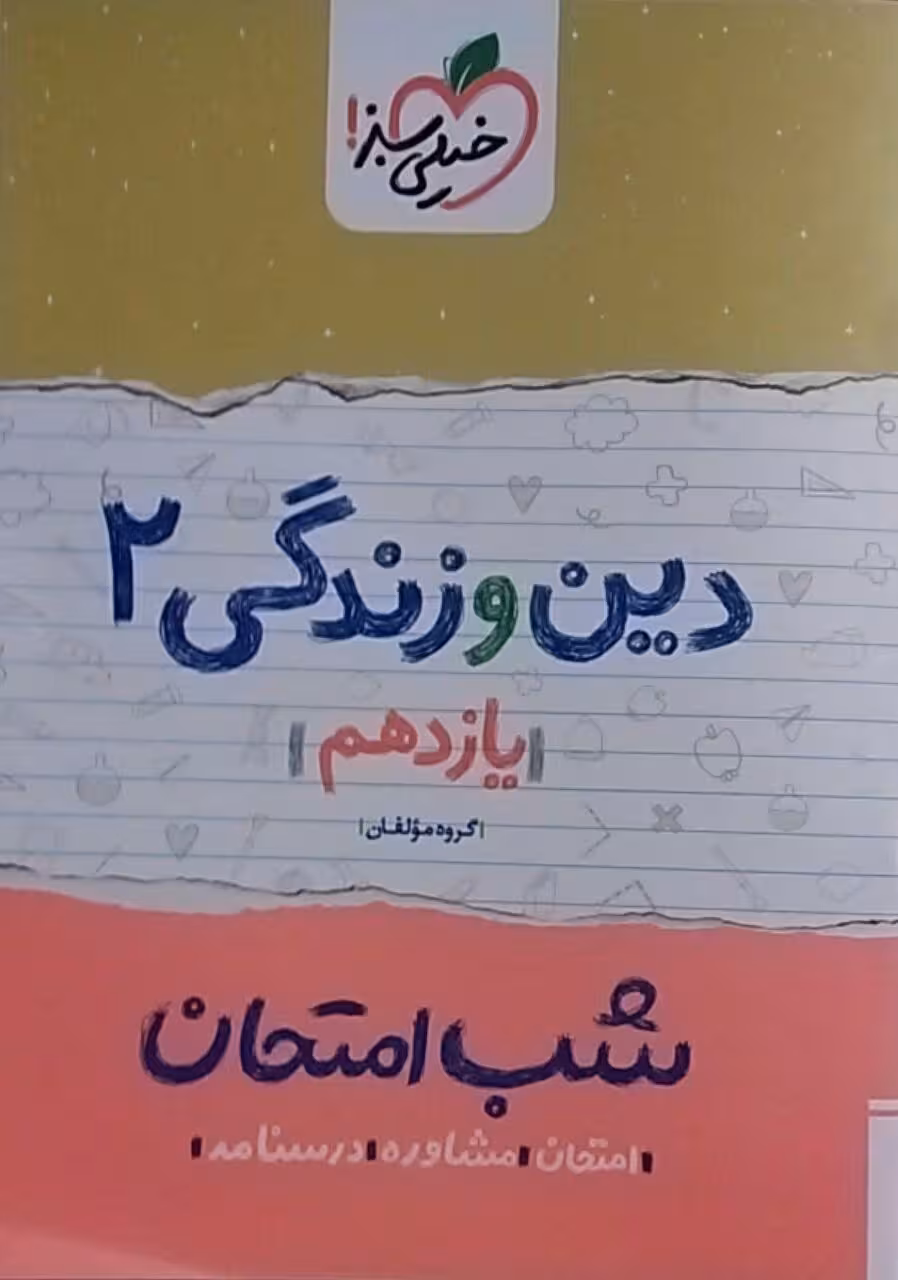 خیلی سبز!
دین و زندگی ۲
|یازدهم|
|گروه مؤلفان|
شب امتحان
|امتحان|مشاوره|درسنامه|